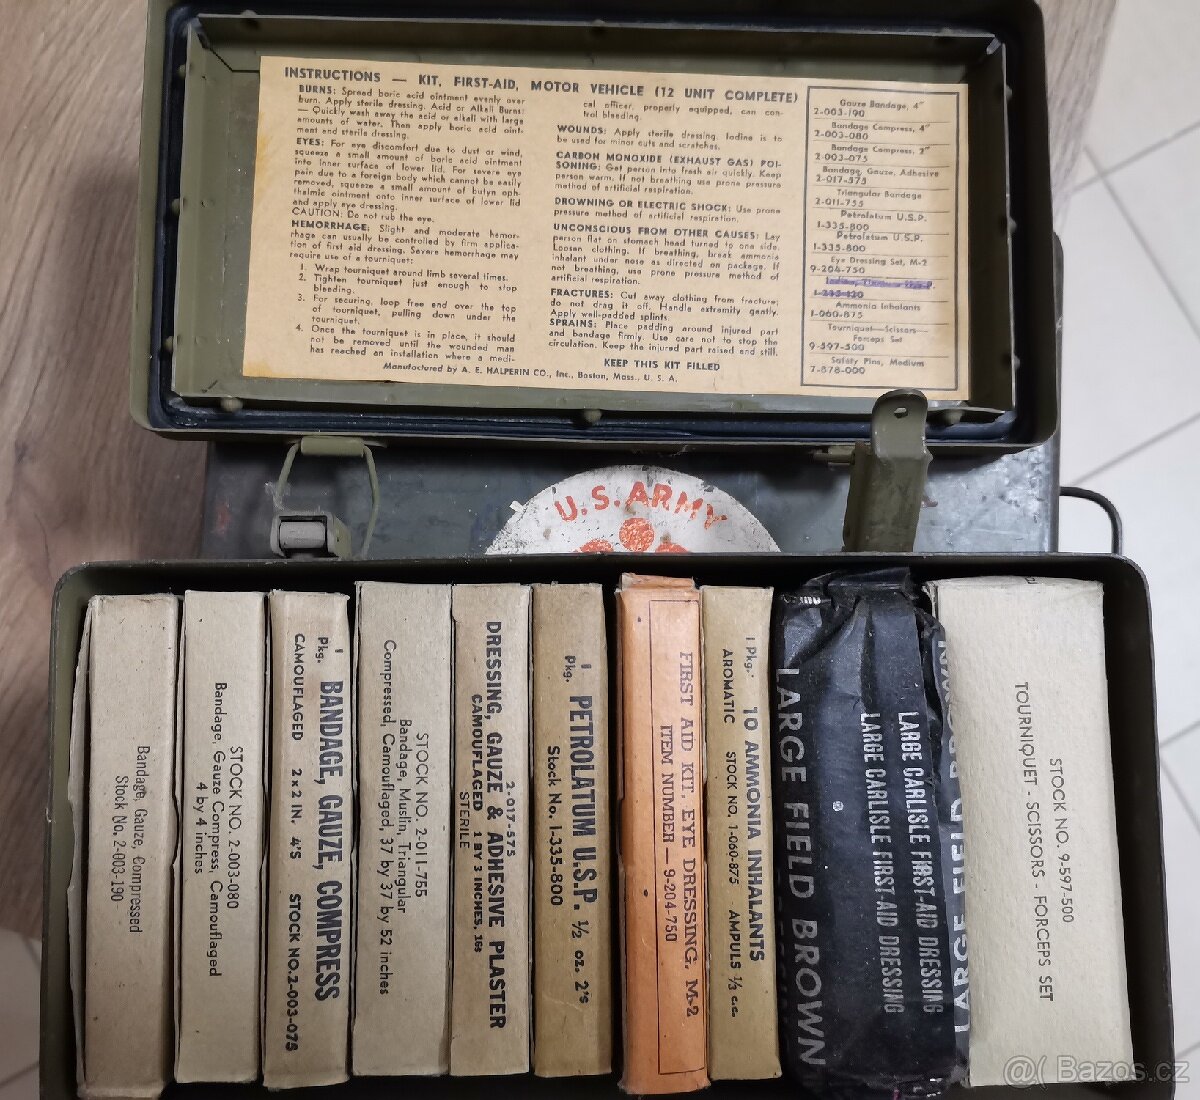 INSTRUCTIONS — KIT, FIRST-AID, MOTOR VEHICLE (12 UNIT COMPLETE)
BURNS: Spread boric acid ointment evenly over
burn. Apply sterile dressing. Acid or Alkali Burns:
— Quickly wash away the acid or alkali with large
amounts of water. Then apply boric acid oint-
ment and sterile dressing.
EYES: For eye discomfort due to dust or wind,
squeeze a small amount of boric acid ointment
into inner surface of lower lid. For severe eye
pain due to a foreign body which cannot be easily
removed, squeeze a small amount of butyn oph-
thalmic ointment onto inner surface of lower lid
and apply eye dressing.
CAUTION: Do not rub the eye.
HEMORRHAGE: Slight and moderate hemor-
rhage can usually be controlled by firm applica-
tion of first aid dressing. Severe hemorrhage may
require use of a tourniquet:
1. Wrap tourniquet around limb several times.
2. Tighten tourniquet just enough to stop
bleeding.
3. For securing, loop free end over the top
of tourniquet, pulling down under the
tourniquet.
4. Once the tourniquet is in place, it should
not be removed until the wounded man
has reached an installation where a medi-
cal officer, properly equipped, can con-
trol bleeding.
WOUNDS: Apply sterile dressing. Iodine is to
be used for minor cuts and scratches.
CARBON MONOXIDE (EXHAUST GAS) POI-
SONING: Get person into fresh air quickly. Keep
person warm. If not breathing use prone pressure
method of artificial respiration.
DROWNING OR ELECTRIC SHOCK: Use prone
pressure method of artificial respiration.
UNCONSCIOUS FROM OTHER CAUSES: Lay
person flat on stomach head turned to one side.
Loosen clothing. If breathing, break ammonia
inhalant under nose as directed on package. If
not breathing, use prone pressure method of
artificial respiration.
FRACTURES: Cut away clothing from fracture;
do not drag it off. Handle extremity gently.
Apply well-padded splints.
SPRAINS: Place padding around injured part
and bandage firmly. Use care not to stop the
circulation. Keep the injured part raised and still.
KEEP THIS KIT FILLED
Manufactured by A. E. HALPERIN CO., Inc., Boston, Mass., U. S. A.
Gauze Bandage, 4"
2-003-190
Bandage Compress, 4"
2-003-080
Bandage Compress, 2"
2-003-075
Bandage, Gauze, Adhesive
2-017-575
Triangular Bandage
2-011-755
Petrolatum U.S.P.
1-335-800
Petrolatum U.S.P.
1-335-800
Eye Dressing Set, M-2
9-204-750
Ammonia Inhalants
1-060-875
Tourniquet—Scissors—
Forceps Set
9-597-500
Safety Pins, Medium
7-878-000
U.S. ARMY
Bandage, Gauze, Compressed
Stock No. 2-003-190
STOCK NO. 2-003-080
Bandage, Gauze Compress, Camouflaged
4 by 4 inches
1
Pkg. BANDAGE, GAUZE, COMPRESS
CAMOUFLAGED 2 x 2 IN. 4'S STOCK NO. 2-003-075
STOCK NO. 2-011-755
Bandage, Muslin, Triangular
Compressed, Camouflaged, 37 by 37 by 52 inches
2-017-575
DRESSING, GAUZE & ADHESIVE PLASTER
CAMOUFLAGED 1 BY 3 INCHES, 16s
STERILE
1
Pkg. PETROLATUM U.S.P. ½ oz. 2's
Stock No. 1-335-800
FIRST AID KIT, EYE DRESSING, M-2
ITEM NUMBER — 9-204-750
1 Pkg. 10 AMMONIA INHALANTS
AROMATIC STOCK NO. 1-060-875 AMPULS ⅓ c.c.
LARGE FIELD BROWN
LARGE CARLISLE FIRST-AID DRESSING
LARGE CARLISLE FIRST-AID DRESSING
LARGE FIELD BROWN
STOCK NO. 9-597-500
TOURNIQUET - SCISSORS - FORCEPS SET
@( Bazos.cz